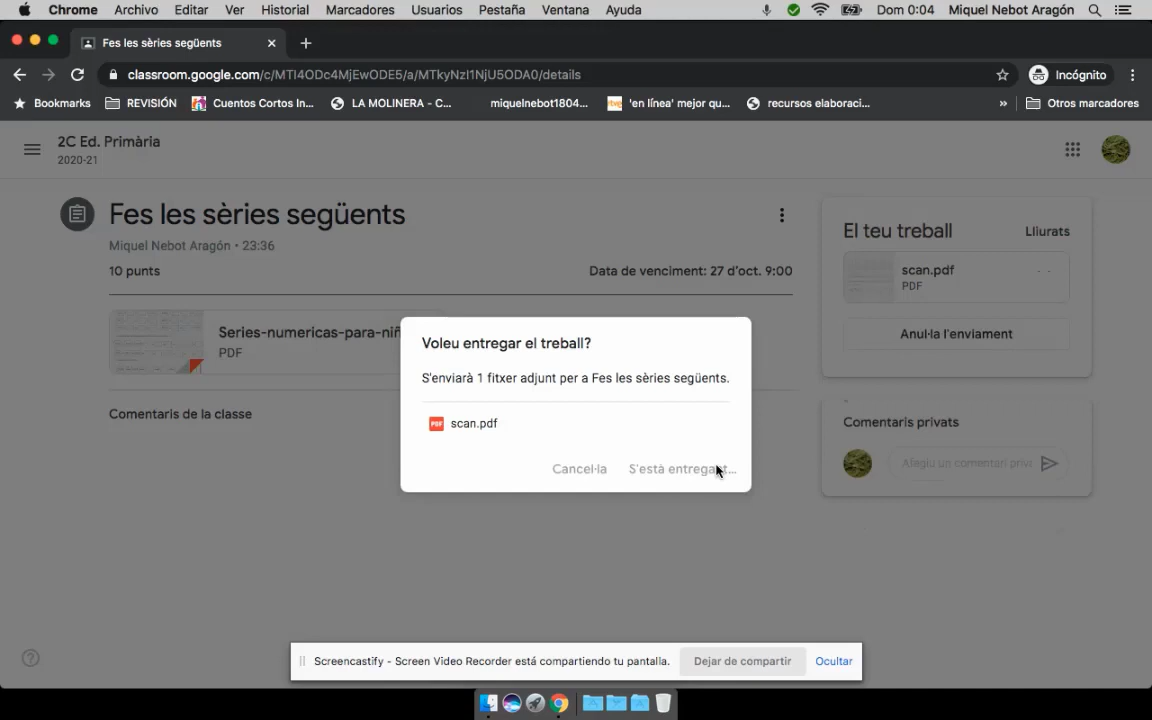 Chrome Archivo Editar Ver Historial Marcadores Usuarios Pestaña Ventana Ayuda Dom 0:04 Miquel Nebot Aragón
Fes les sèries següents
classroom.google.com/c/MTI4ODc4MjEwODE5/a/MTkyNzI1NjU5ODA0/details Incógnito
Bookmarks REVISIÓN Cuentos Cortos In... LA MOLINERA - C... miquelnebot1804... 'en línea' mejor qu... recursos elaboraci... » Otros marcadores
2C Ed. Primària
2020-21
Fes les sèries següents
Miquel Nebot Aragón • 23:36
10 punts Data de venciment: 27 d'oct. 9:00
Series-numericas-para-niñ
PDF
Comentaris de la classe
El teu treball Lliurats
scan.pdf
PDF
Anul·la l'enviament
Comentaris privats
Afegiu un comentari priva
Voleu entregar el treball?
S'enviarà 1 fitxer adjunt per a Fes les sèries següents.
PDF scan.pdf
Cancel·la S'està entregant...
Screencastify - Screen Video Recorder está compartiendo tu pantalla. Dejar de compartir Ocultar